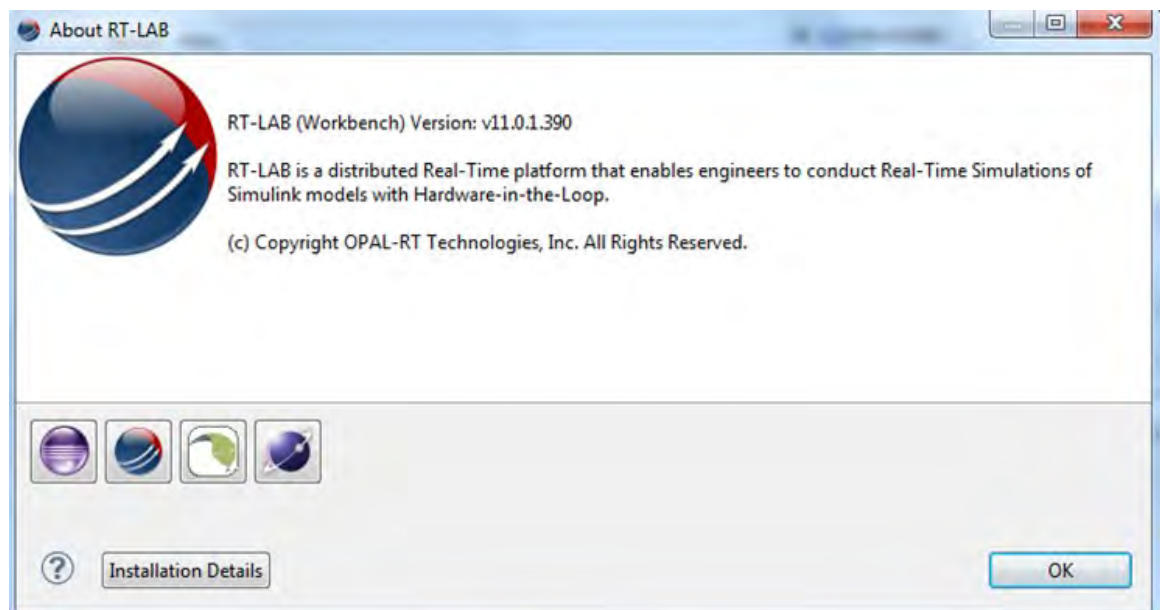 About RT-LAB
RT-LAB (Workbench) Version: v11.0.1.390
RT-LAB is a distributed Real-Time platform that enables engineers to conduct Real-Time Simulations of
Simulink models with Hardware-in-the-Loop.
(c) Copyright OPAL-RT Technologies, Inc. All Rights Reserved.
?
Installation Details
OK